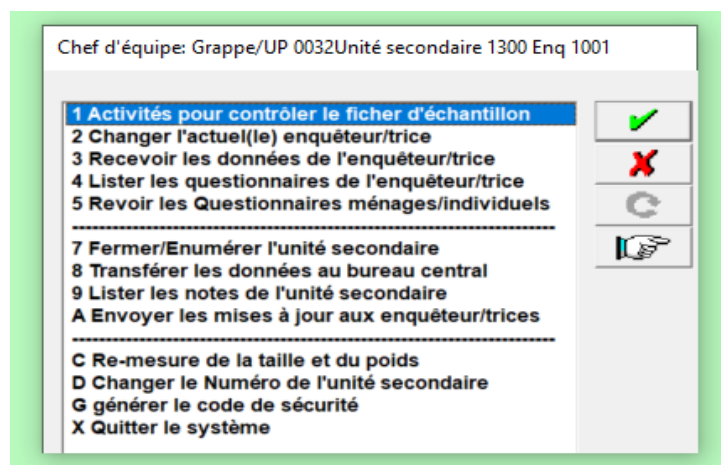 Chef d'équipe: Grappe/UP 0032Unité secondaire 1300 Enq 1001
1 Activités pour contrôler le ficher d'échantillon
2 Changer l'actuel(le) enquêteur/trice
3 Recevoir les données de l'enquêteur/trice
4 Lister les questionnaires de l'enquêteur/trice
5 Revoir les Questionnaires ménages/individuels
7 Fermer/Enumérer l'unité secondaire
8 Transférer les données au bureau central
9 Lister les notes de l'unité secondaire
A Envoyer les mises à jour aux enquêteur/trices
C Re-mesure de la taille et du poids
D Changer le Numéro de l'unité secondaire
G générer le code de sécurité
X Quitter le système